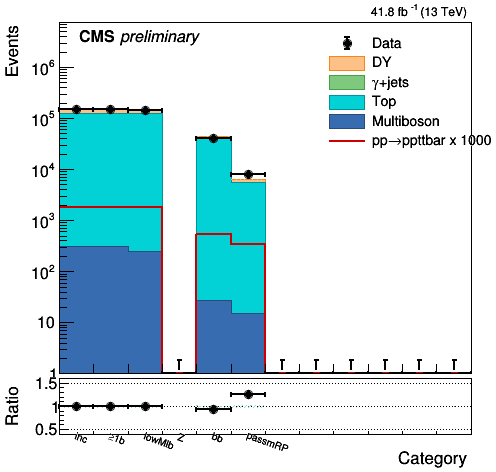 41.8 fb⁻¹ (13 TeV)
CMS preliminary
Events
Data
DY
γ+jets
Top
Multiboson
pp→ppttbar x 1000
10⁶
10⁵
10⁴
10³
10²
10
1
Ratio
1.5
1
0.5
inc ≥1b lowMlb Z bb passmRP
Category